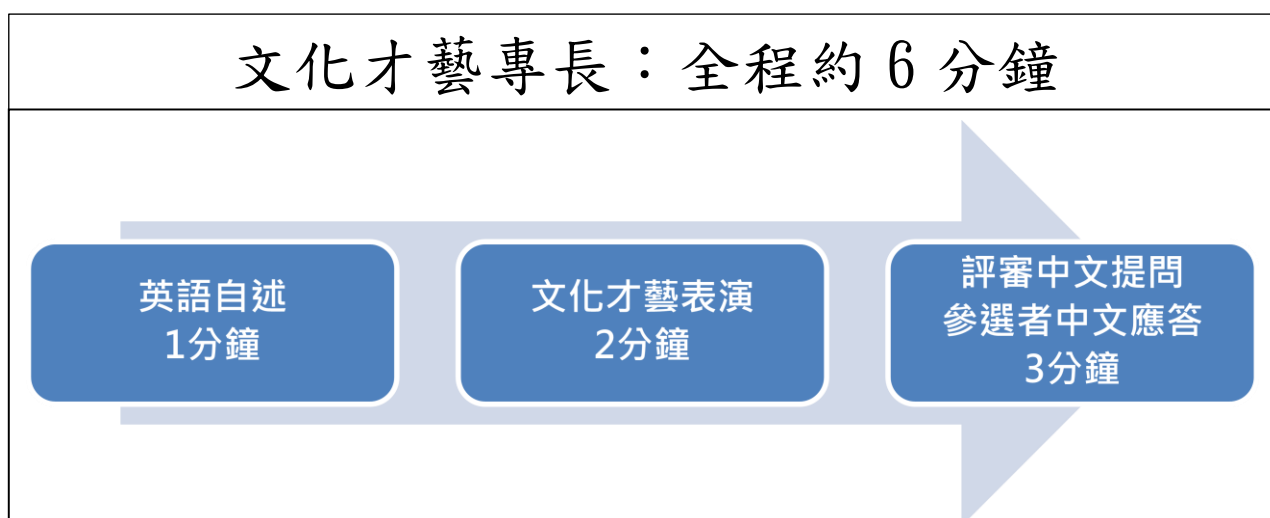 文化才藝專長：全程約 6 分鐘
英語自述
1分鐘
文化才藝表演
2分鐘
評審中文提問
參選者中文應答
3分鐘